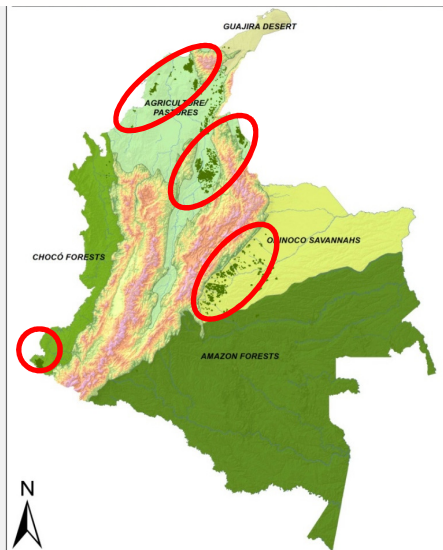 GUAJIRA DESERT
AGRICULTURE/
PASTURES
ORINOCO SAVANNAHS
CHOCÓ FORESTS
AMAZON FORESTS
N